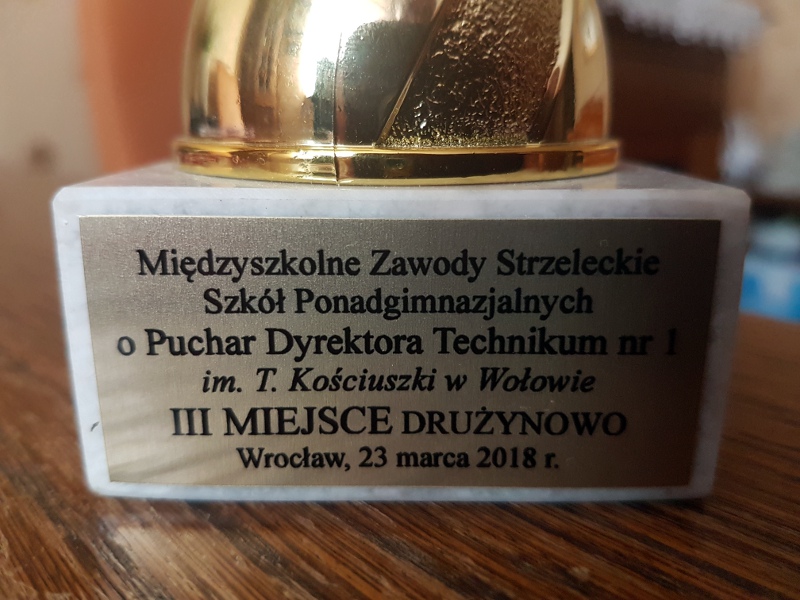 Międzyszkolne Zawody Strzeleckie
Szkół Ponadgimnazjalnych
o Puchar Dyrektora Technikum nr 1
im. T. Kościuszki w Wołowie
III MIEJSCE DRUŻYNOWO
Wrocław, 23 marca 2018 r.